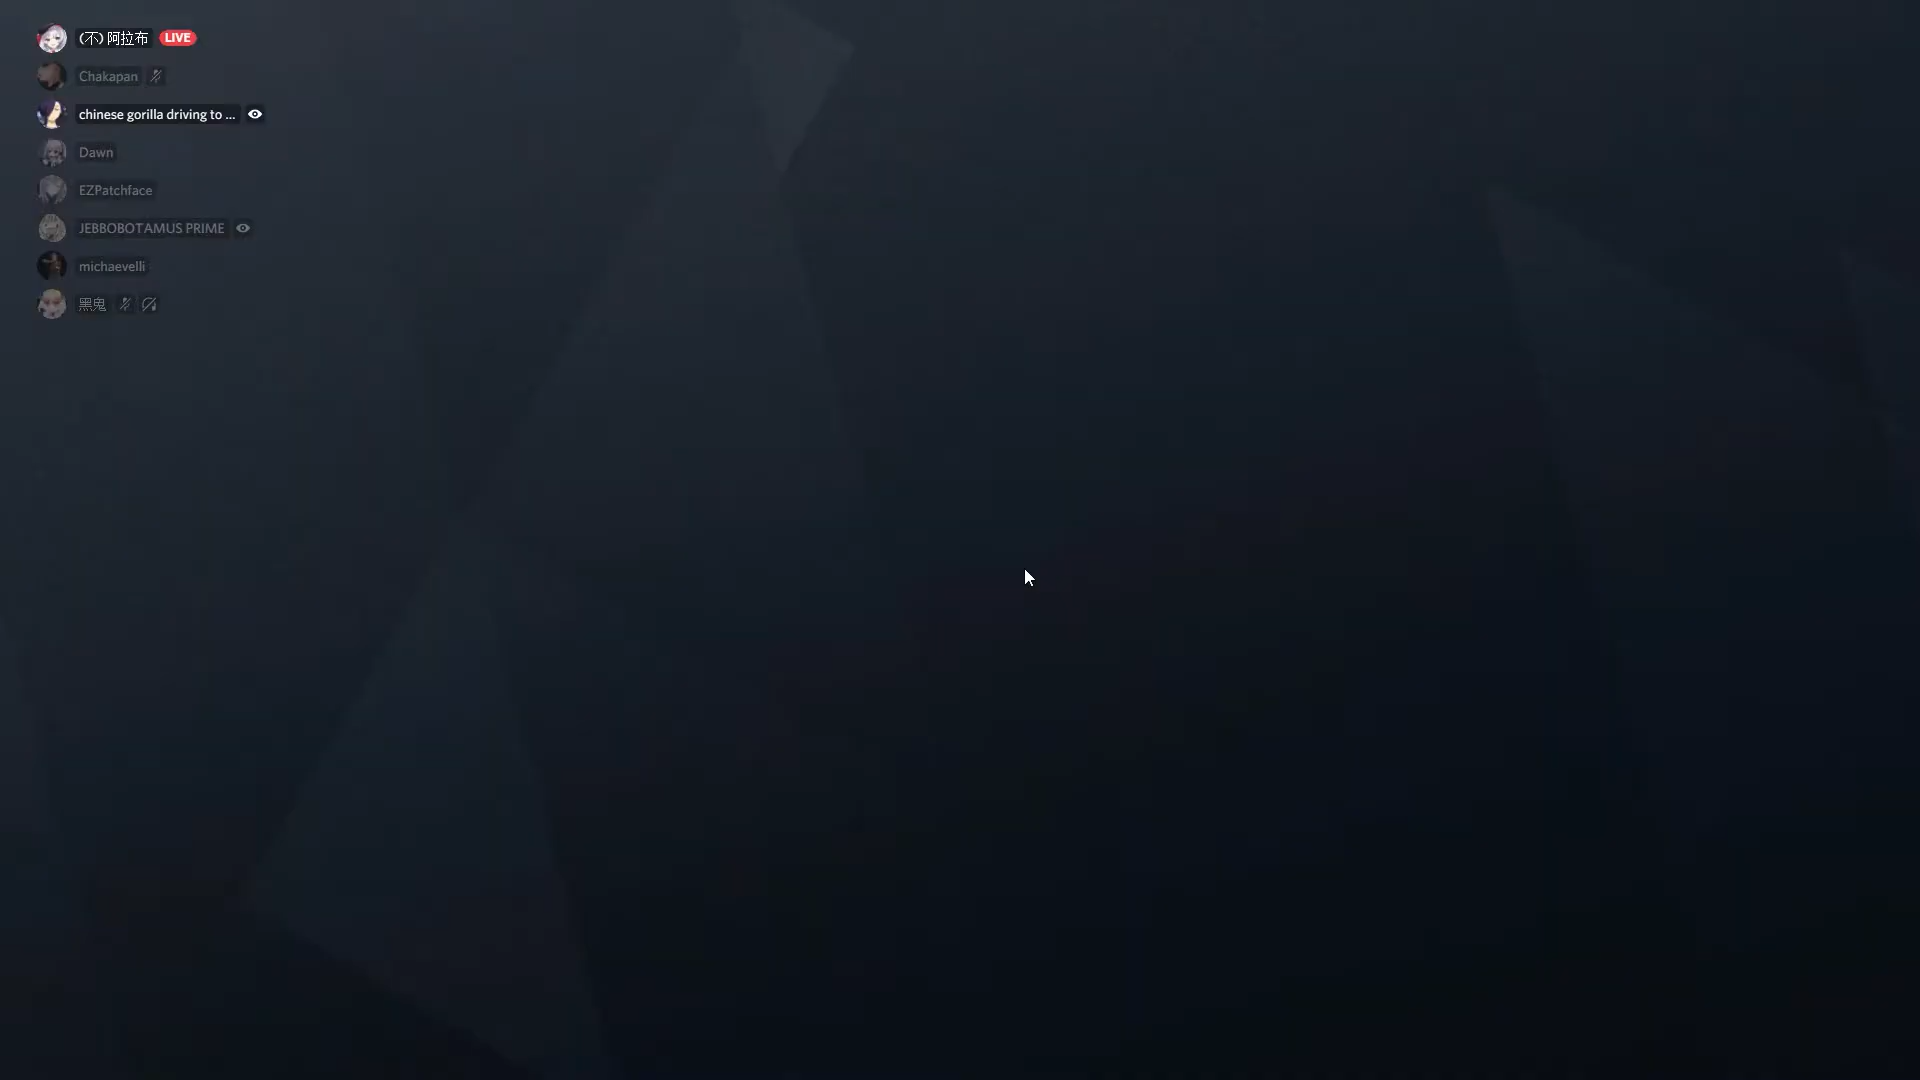 (不) 阿拉布 LIVE
Chakapan
chinese gorilla driving to ...
Dawn
EZPatchface
JEBBOBOTAMUS PRIME
michaevelli
黑鬼